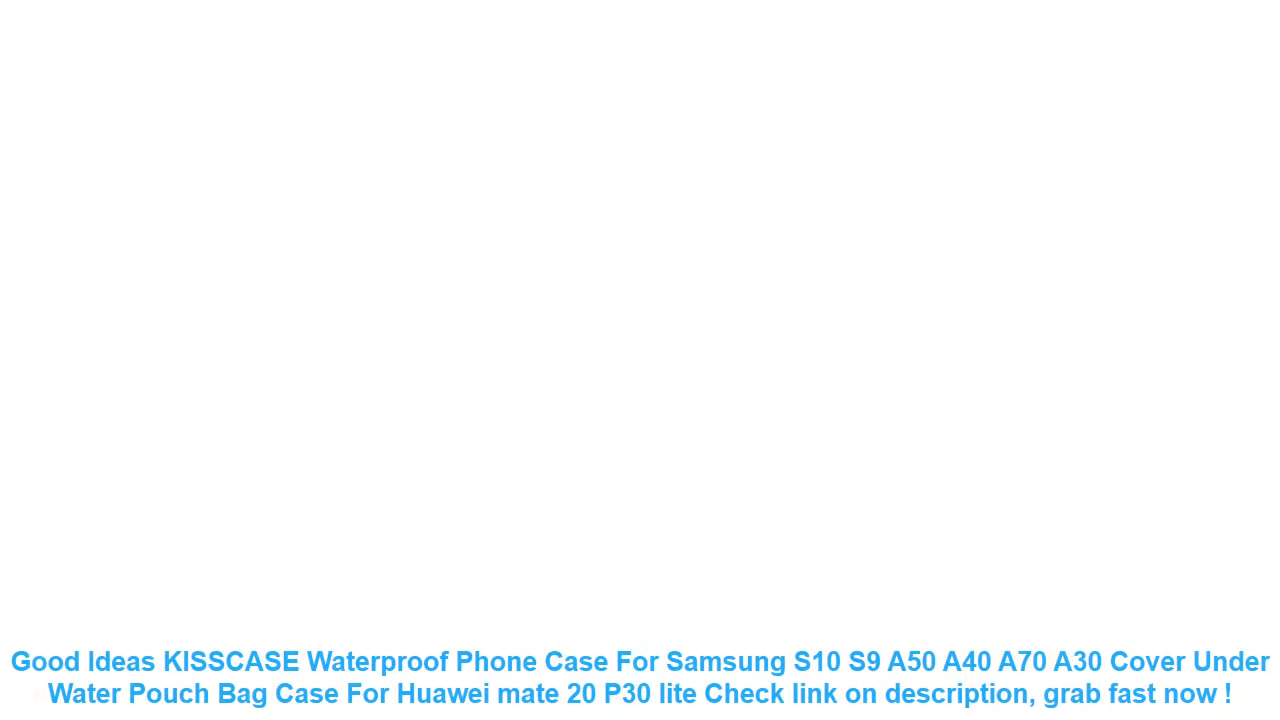 Good Ideas KISSCASE Waterproof Phone Case For Samsung S10 S9 A50 A40 A70 A30 Cover Under
Water Pouch Bag Case For Huawei mate 20 P30 lite Check link on description, grab fast now !